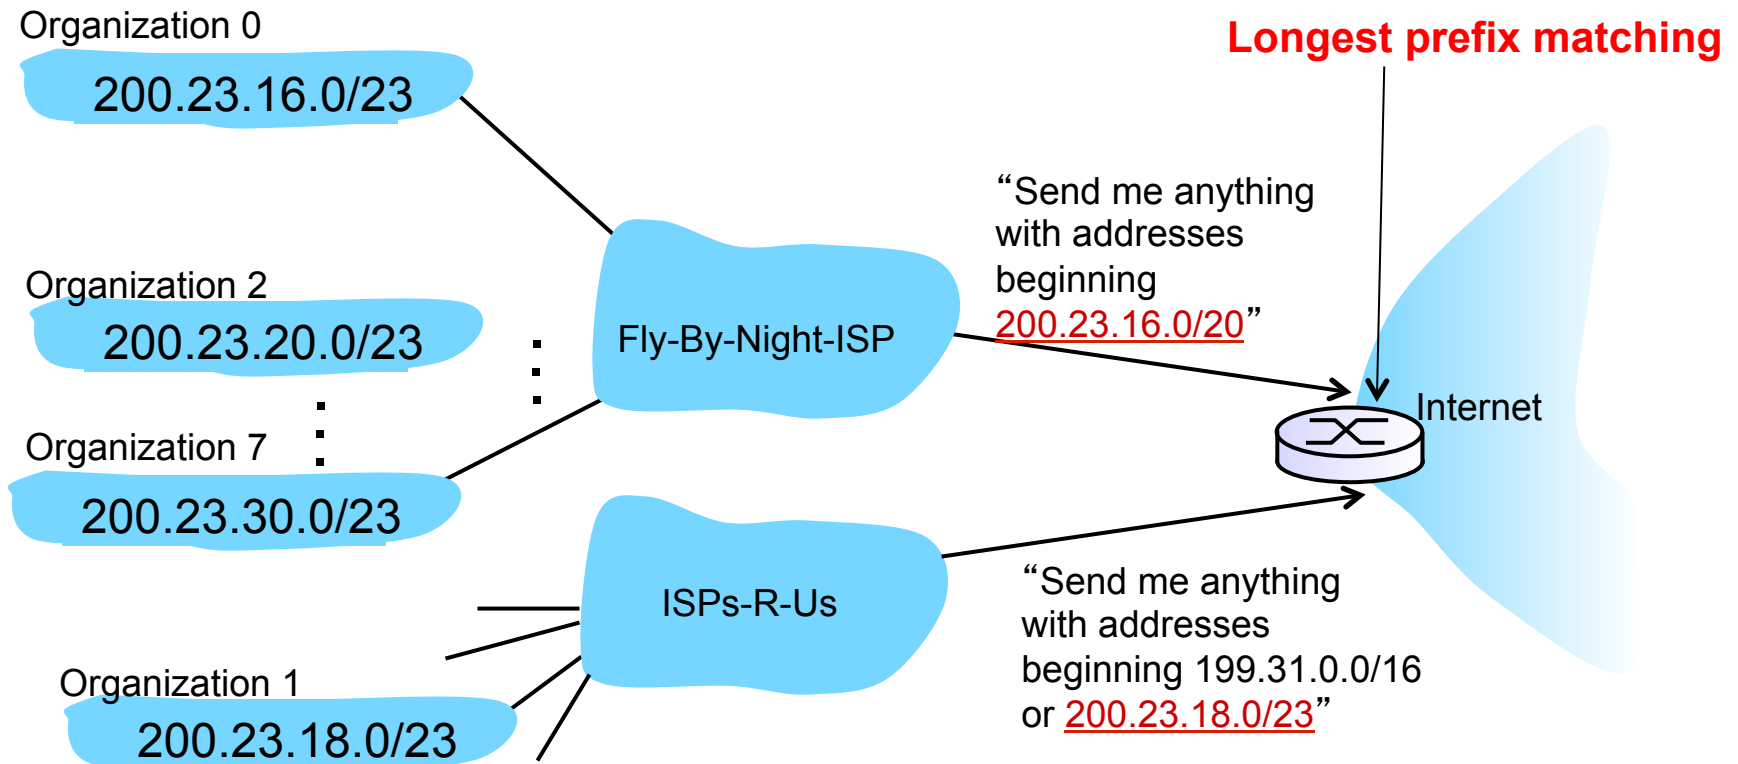 Organization 0
200.23.16.0/23
Longest prefix matching
“Send me anything
with addresses
beginning
200.23.16.0/20”
Organization 2
200.23.20.0/23
Fly-By-Night-ISP
Internet
Organization 7
200.23.30.0/23
ISPs-R-Us
“Send me anything
with addresses
beginning 199.31.0.0/16
or 200.23.18.0/23”
Organization 1
200.23.18.0/23